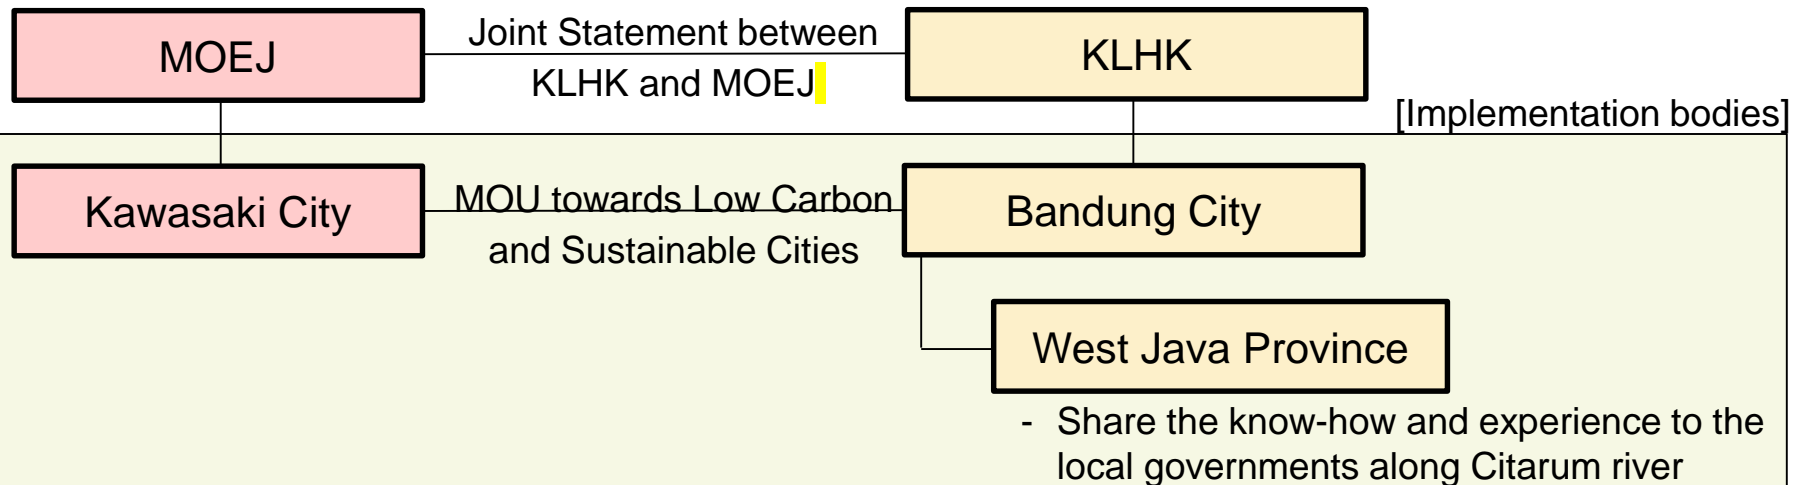 MOEJ
Joint Statement between
KLHK and MOEJ
KLHK
[Implementation bodies]
Kawasaki City
MOU towards Low Carbon
and Sustainable Cities
Bandung City
West Java Province
- Share the know-how and experience to the
local governments along Citarum river